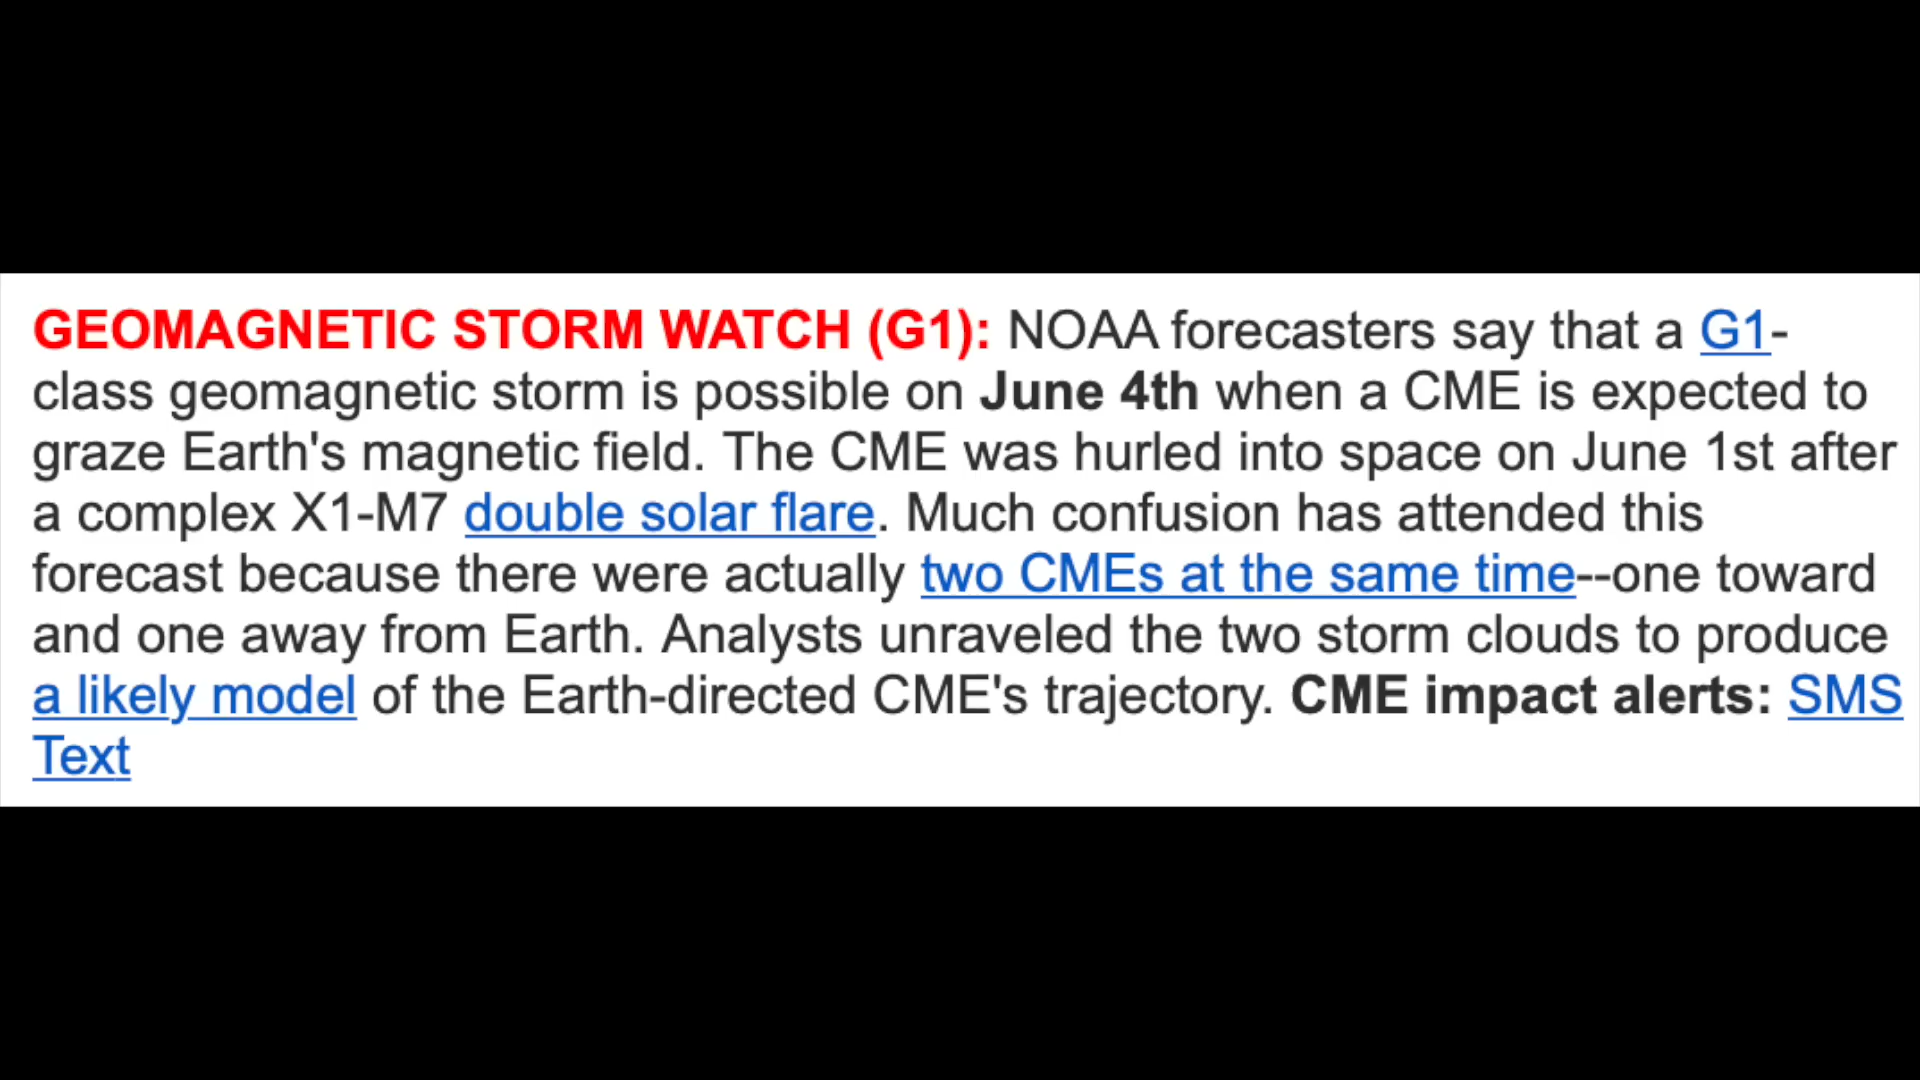 GEOMAGNETIC STORM WATCH (G1): NOAA forecasters say that a G1-
class geomagnetic storm is possible on June 4th when a CME is expected to
graze Earth's magnetic field. The CME was hurled into space on June 1st after
a complex X1-M7 double solar flare. Much confusion has attended this
forecast because there were actually two CMEs at the same time--one toward
and one away from Earth. Analysts unraveled the two storm clouds to produce
a likely model of the Earth-directed CME's trajectory. CME impact alerts: SMS
Text